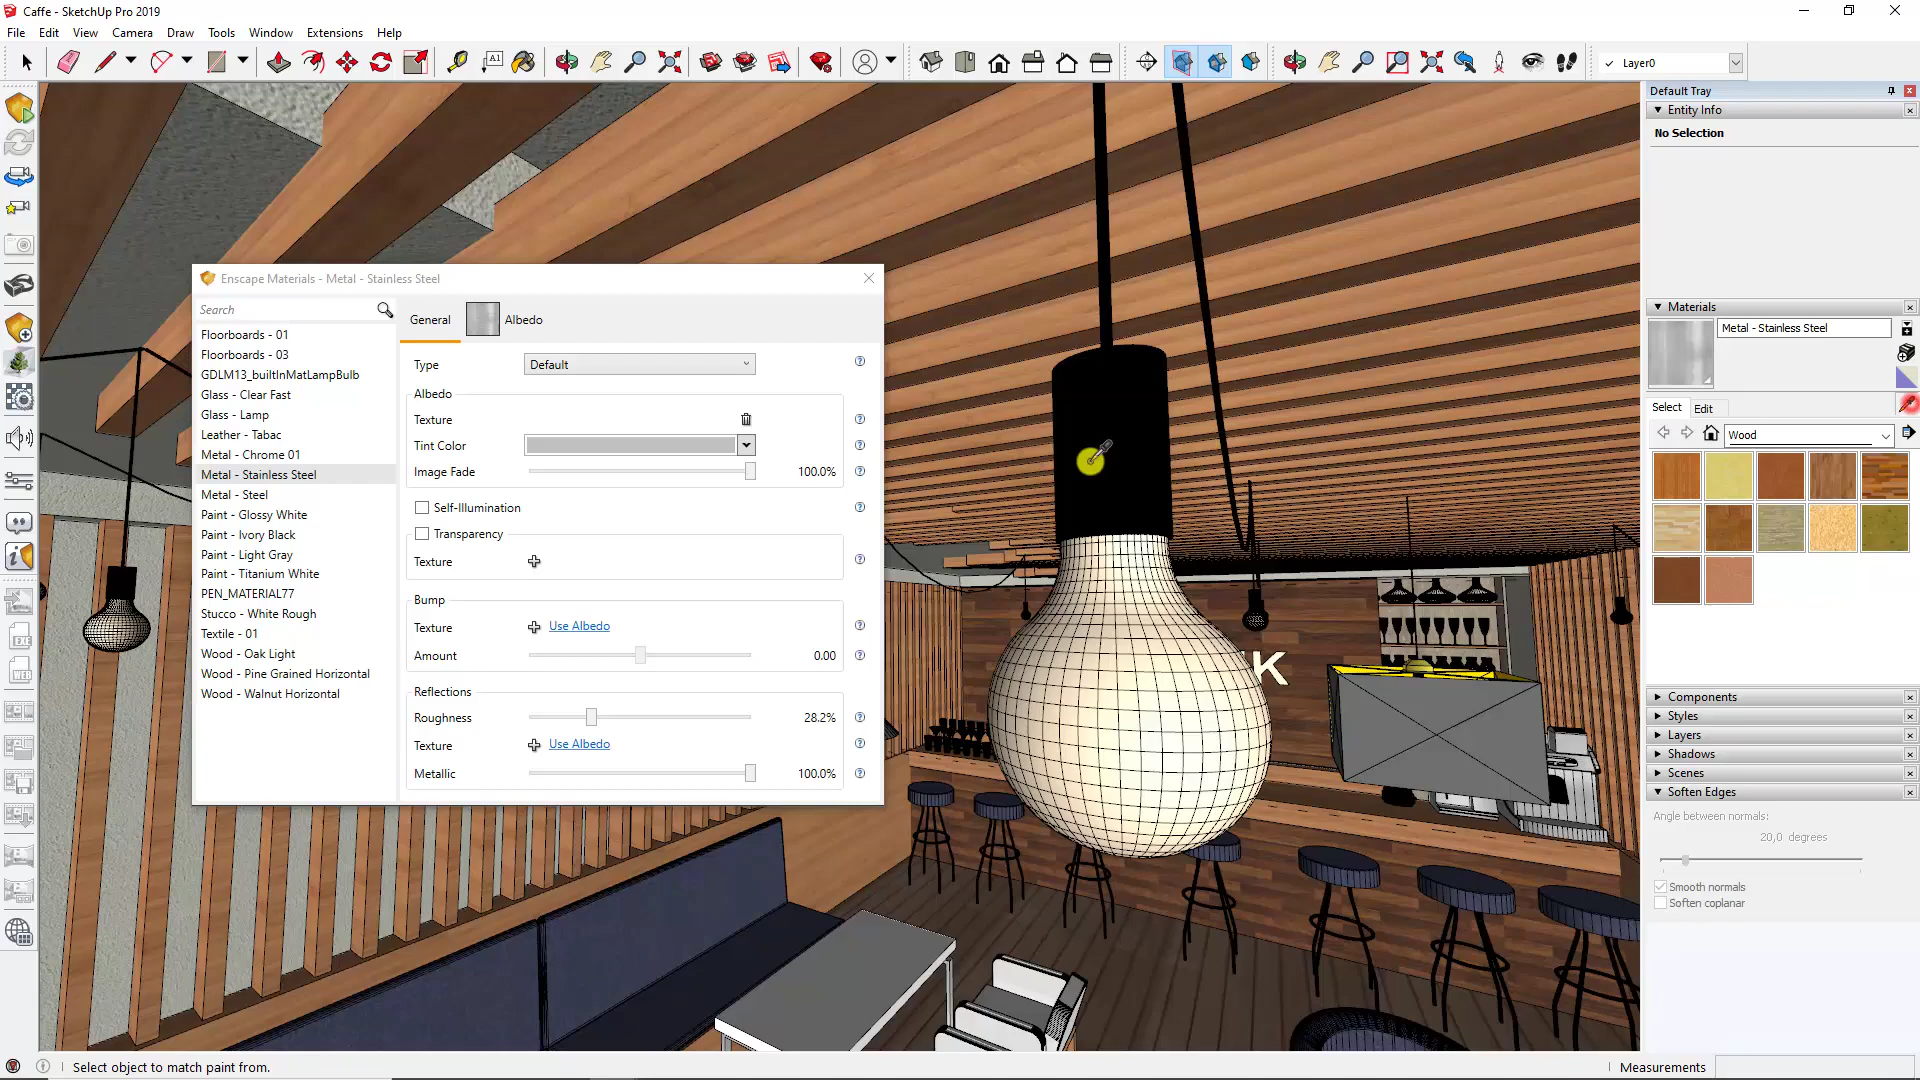 Caffe - SketchUp Pro 2019
File Edit View Camera Draw Tools Window Extensions Help
A1
Layer0
Default Tray
Entity Info
No Selection
Enscape Materials - Metal - Stainless Steel
Search
Floorboards - 01
Floorboards - 03
GDLM13_builtInMatLampBulb
Glass - Clear Fast
Glass - Lamp
Leather - Tabac
Metal - Chrome 01
Metal - Stainless Steel
Metal - Steel
Paint - Glossy White
Paint - Ivory Black
Paint - Light Gray
Paint - Titanium White
PEN_MATERIAL77
Stucco - White Rough
Textile - 01
Wood - Oak Light
Wood - Pine Grained Horizontal
Wood - Walnut Horizontal
General Albedo
Type Default
Albedo
Texture
Tint Color
Image Fade 100.0%
Self-Illumination
Transparency
Texture
Bump
Texture Use Albedo
Amount 0.00
Reflections
Roughness 28.2%
Texture Use Albedo
Metallic 100.0%
K
Materials
Metal - Stainless Steel
Select Edit
Wood
Components
Styles
Layers
Shadows
Scenes
Soften Edges
Angle between normals:
20,0 degrees
Smooth normals
Soften coplanar
EXE
WEB
Select object to match paint from.
Measurements